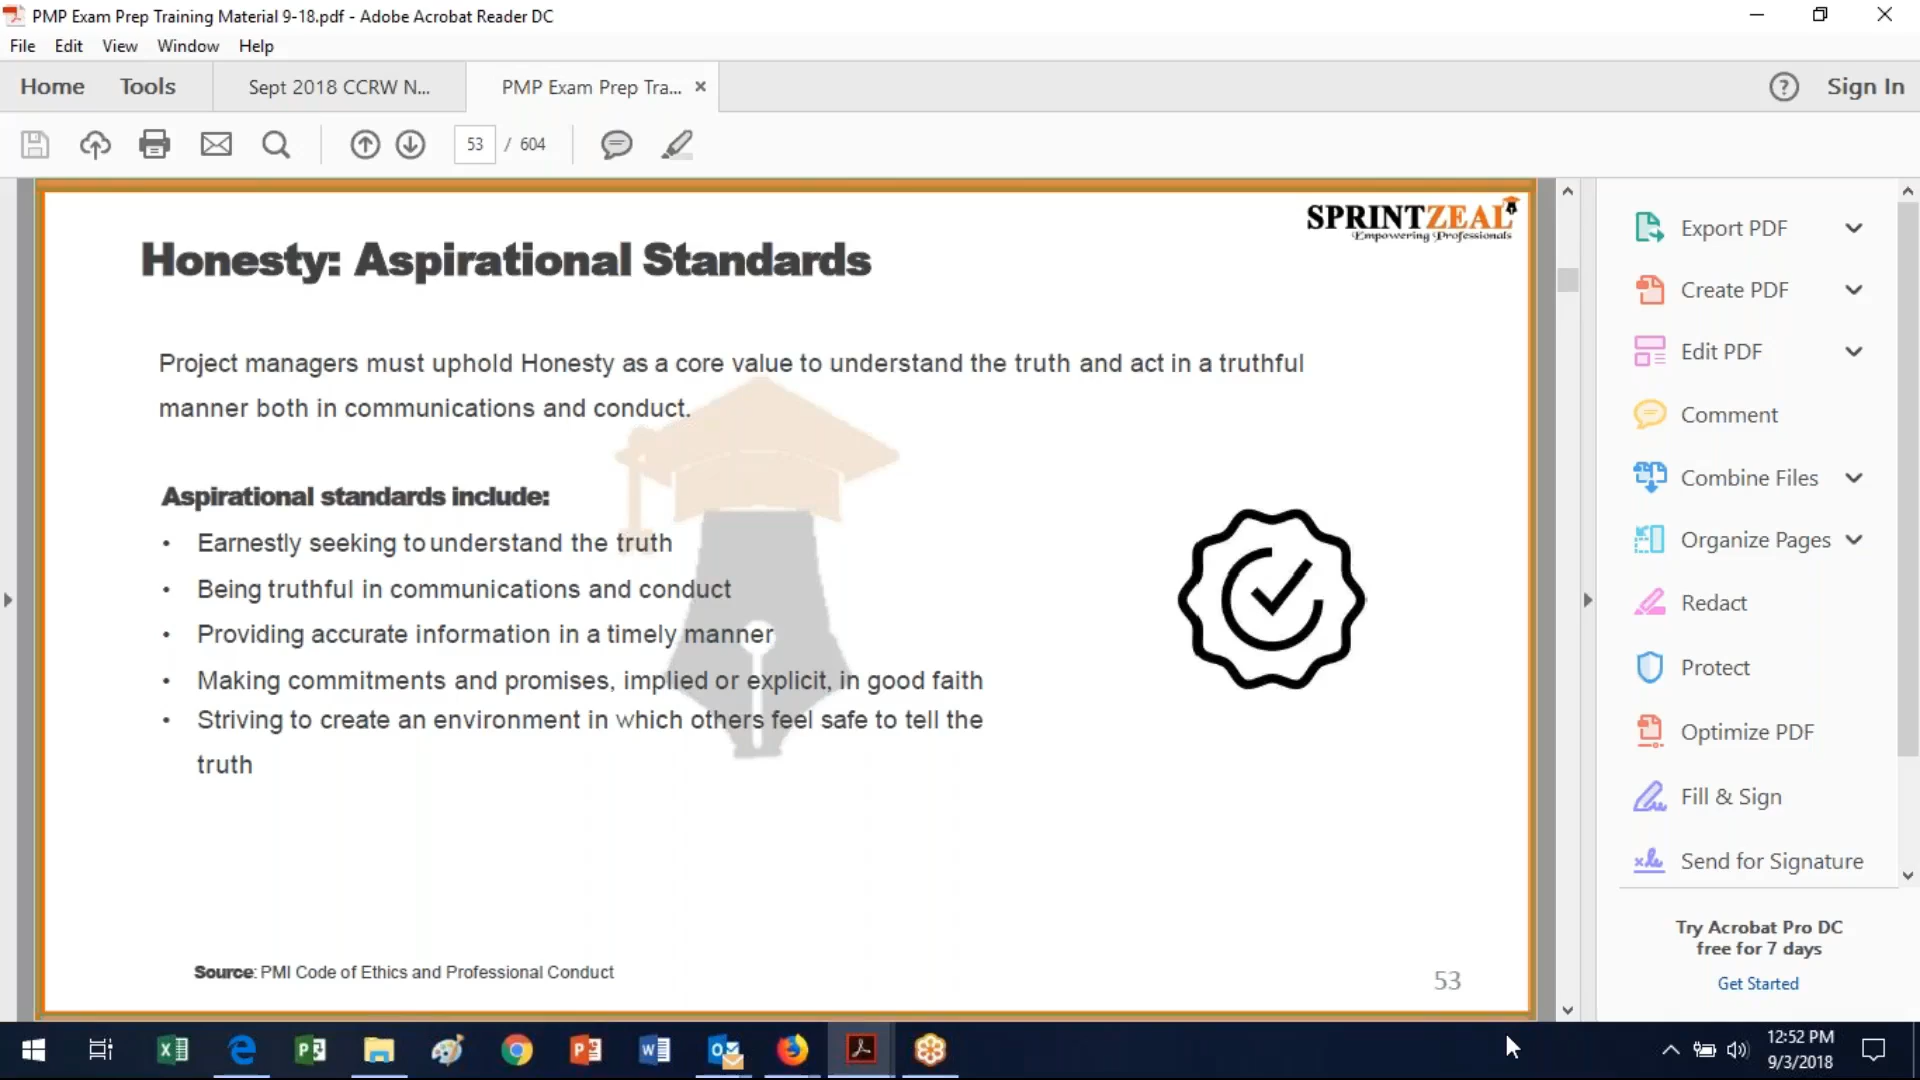 PMP Exam Prep Training Material 9-18.pdf - Adobe Acrobat Reader DC
File Edit View Window Help
Home Tools Sept 2018 CCRW N... PMP Exam Prep Tra... × ? Sign In
53 / 604
SPRINTZEAL
Empowering Professionals
Honesty: Aspirational Standards
Project managers must uphold Honesty as a core value to understand the truth and act in a truthful
manner both in communications and conduct.
Aspirational standards include:
• Earnestly seeking to understand the truth
• Being truthful in communications and conduct
• Providing accurate information in a timely manner
• Making commitments and promises, implied or explicit, in good faith
• Striving to create an environment in which others feel safe to tell the
truth
Source: PMI Code of Ethics and Professional Conduct
53
Export PDF
Create PDF
Edit PDF
Comment
Combine Files
Organize Pages
Redact
Protect
Optimize PDF
Fill & Sign
Send for Signature
Try Acrobat Pro DC
free for 7 days
Get Started
12:52 PM
9/3/2018